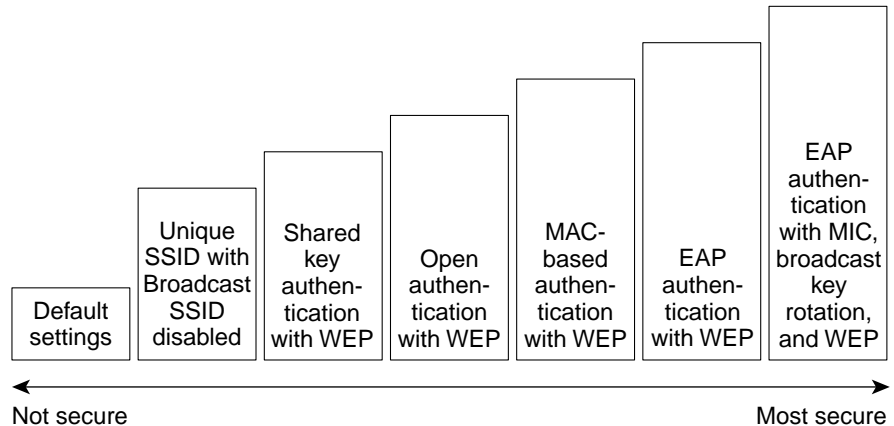 Default
settings
Unique
SSID with
Broadcast
SSID
disabled
Shared
key
authen-
tication
with WEP
Open
authen-
tication
with WEP
MAC-
based
authen-
tication
with WEP
EAP
authen-
tication
with WEP
EAP
authen-
tication
with MIC,
broadcast
key
rotation,
and WEP
Not secure
Most secure